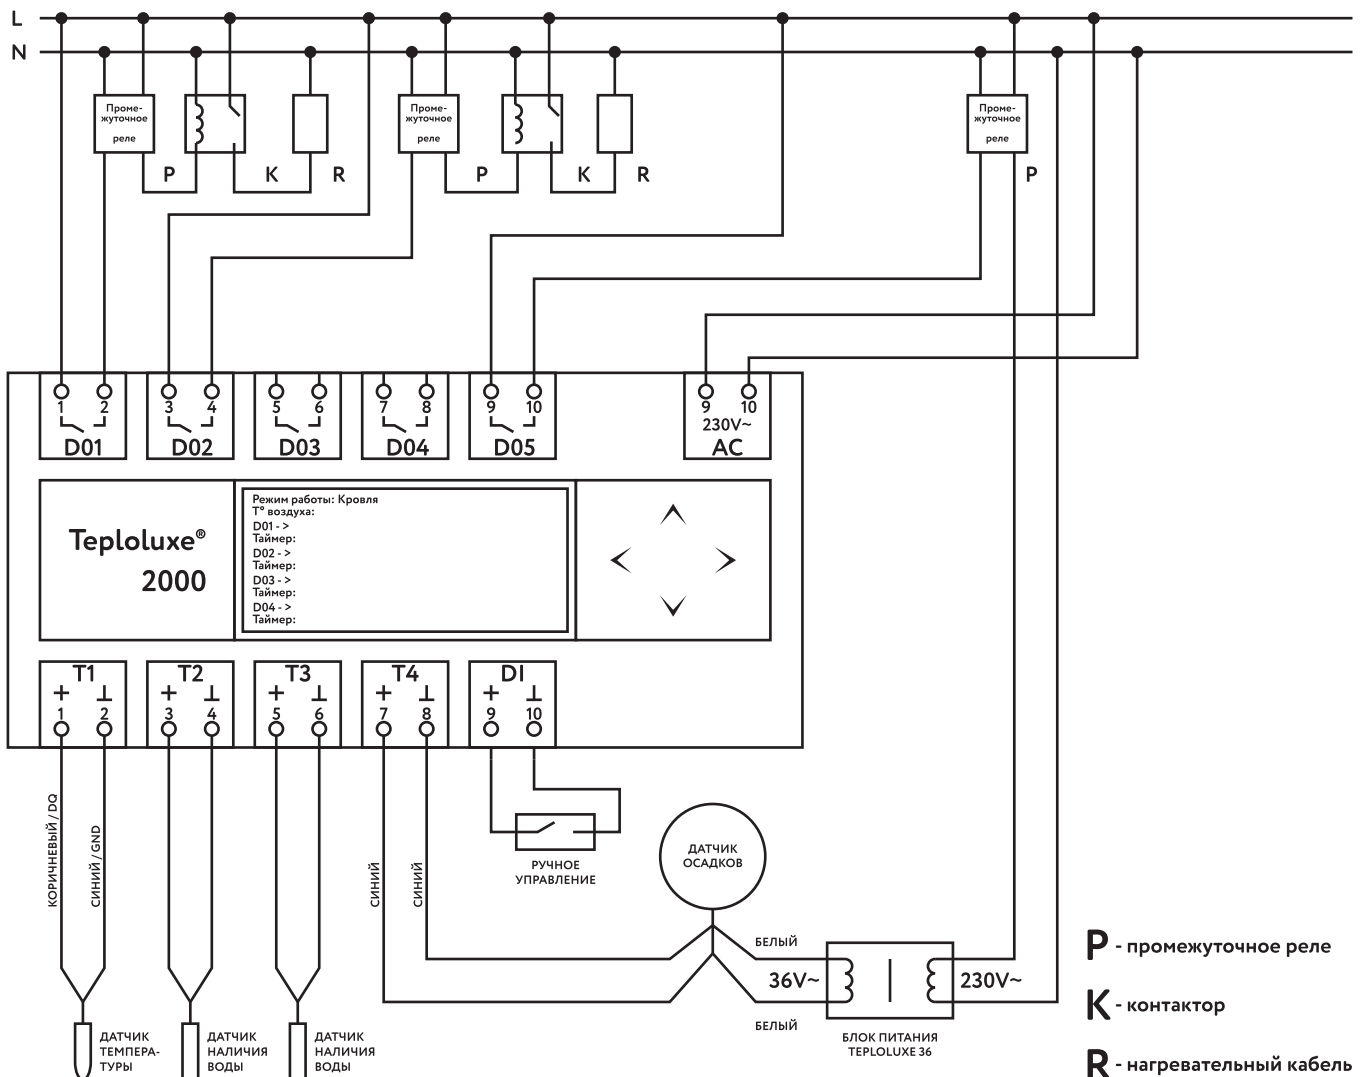 L
N
Проме-
жуточное
реле
P
K
R
Проме-
жуточное
реле
P
K
R
Проме-
жуточное
реле
P
1 2
D01
3 4
D02
5 6
D03
7 8
D04
9 10
D05
9 10
230V~
AC
Teploluxe®
2000
Режим работы: Кровля
T° воздуха:
D01 - >
Таймер:
D02 - >
Таймер:
D03 - >
Таймер:
D04 - >
Таймер:
T1
+ ⊥
1 2
T2
+ ⊥
3 4
T3
+ ⊥
5 6
T4
+ ⊥
7 8
DI
+ ⊥
9 10
КОРИЧНЕВЫЙ / DQ
СИНИЙ / GND
СИНИЙ
СИНИЙ
РУЧНОЕ
УПРАВЛЕНИЕ
ДАТЧИК
ОСАДКОВ
БЕЛЫЙ
36V~
230V~
БЕЛЫЙ
БЛОК ПИТАНИЯ
TEPLOLUXE 36
ДАТЧИК
ТЕМПЕРА-
ТУРЫ
ДАТЧИК
НАЛИЧИЯ
ВОДЫ
ДАТЧИК
НАЛИЧИЯ
ВОДЫ
P - промежуточное реле
K - контактор
R - нагревательный кабель